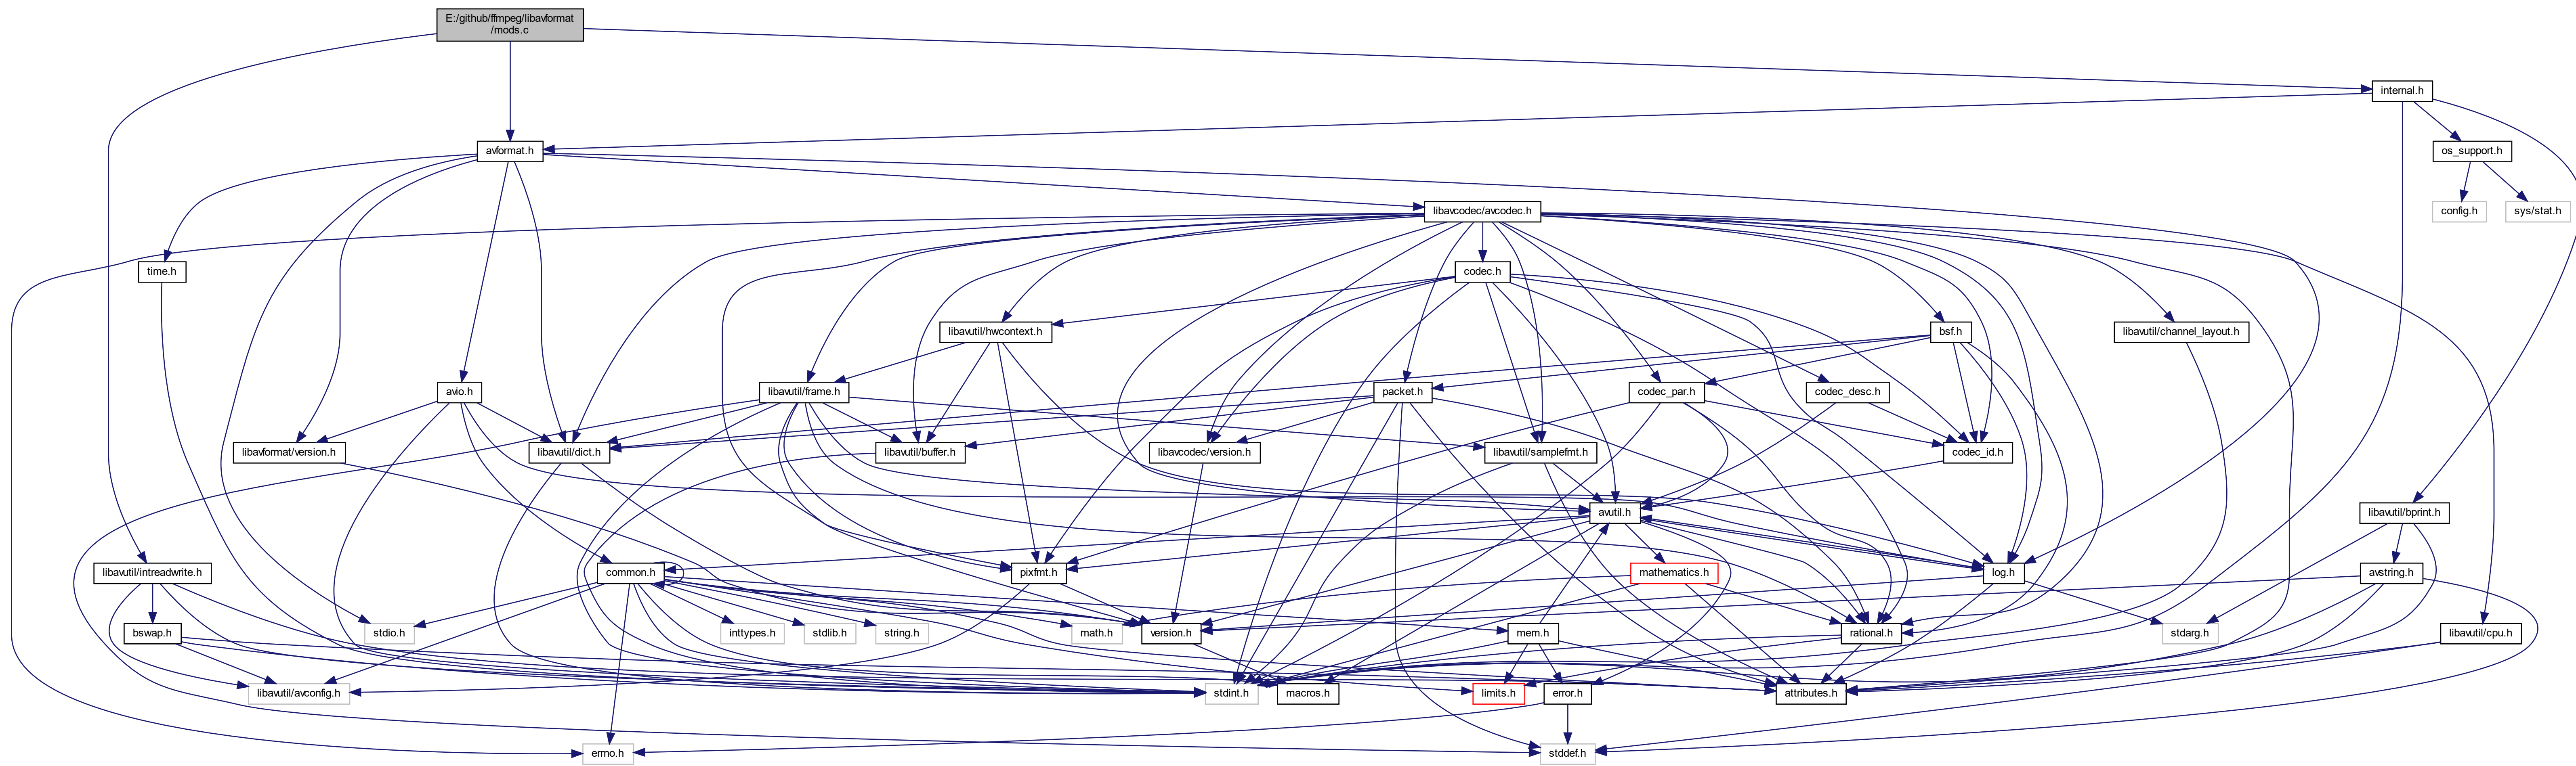 E:/github/ffmpeg/libavformat
/mods.c
internal.h
avformat.h
os_support.h
libavcodec/avcodec.h
config.h
sys/stat.h
time.h
codec.h
libavutil/hwcontext.h
bsf.h
libavutil/channel_layout.h
avio.h
libavutil/frame.h
packet.h
codec_par.h
codec_desc.h
libavformat/version.h
libavutil/dict.h
libavutil/buffer.h
libavcodec/version.h
libavutil/samplefmt.h
codec_id.h
avutil.h
libavutil/bprint.h
libavutil/intreadwrite.h
common.h
pixfmt.h
mathematics.h
log.h
avstring.h
bswap.h
stdio.h
inttypes.h
stdlib.h
string.h
math.h
version.h
mem.h
rational.h
stdarg.h
libavutil/cpu.h
libavutil/avconfig.h
stdint.h
macros.h
limits.h
error.h
attributes.h
errno.h
stddef.h